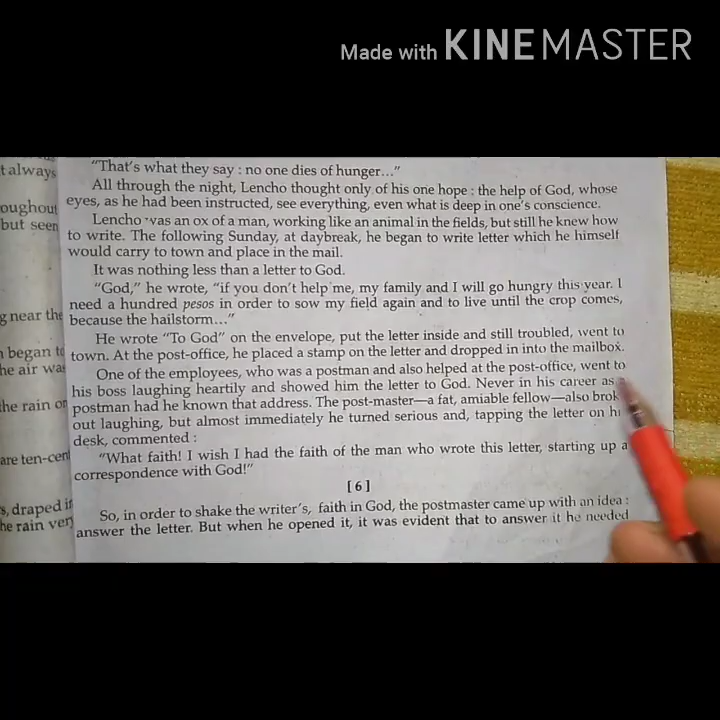 Made with KINEMASTER
t always
oughout
but seen
g near the
n began to
he air was
the rain on
are ten-cent
s, draped i
he rain very
"That's what they say : no one dies of hunger..."
All through the night, Lencho thought only of his one hope : the help of God, whose
eyes, as he had been instructed, see everything, even what is deep in one's conscience.
Lencho vas an ox of a man, working like an animal in the fields, but still he knew how
to write. The following Sunday, at daybreak, he began to write letter which he himself
would carry to town and place in the mail.
It was nothing less than a letter to God.
"God," he wrote, "if you don't help me, my family and I will go hungry this year. I
need a hundred pesos in order to sow my field again and to live until the crop comes,
because the hailstorm..."
He wrote "To God" on the envelope, put the letter inside and still troubled, went to
town. At the post-office, he placed a stamp on the letter and dropped in into the mailbox.
One of the employees, who was a postman and also helped at the post-office, went to
his boss laughing heartily and showed him the letter to God. Never in his career as a
postman had he known that address. The post-master—a fat, amiable fellow—also brok
out laughing, but almost immediately he turned serious and, tapping the letter on hi
desk, commented :
"What faith! I wish I had the faith of the man who wrote this letter, starting up a
correspondence with God!"
[ 6 ]
So, in order to shake the writer's, faith in God, the postmaster came up with an idea :
answer the letter. But when he opened it, it was evident that to answer it he needed